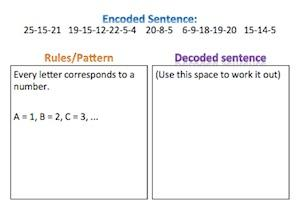 Encoded Sentence:
25-15-21 19-15-12-22-5-4 20-8-5 6-9-18-19-20 15-14-5
Rules/Pattern
Decoded sentence
Every letter corresponds to a
number.
A = 1, B = 2, C = 3, ...
(Use this space to work it out)